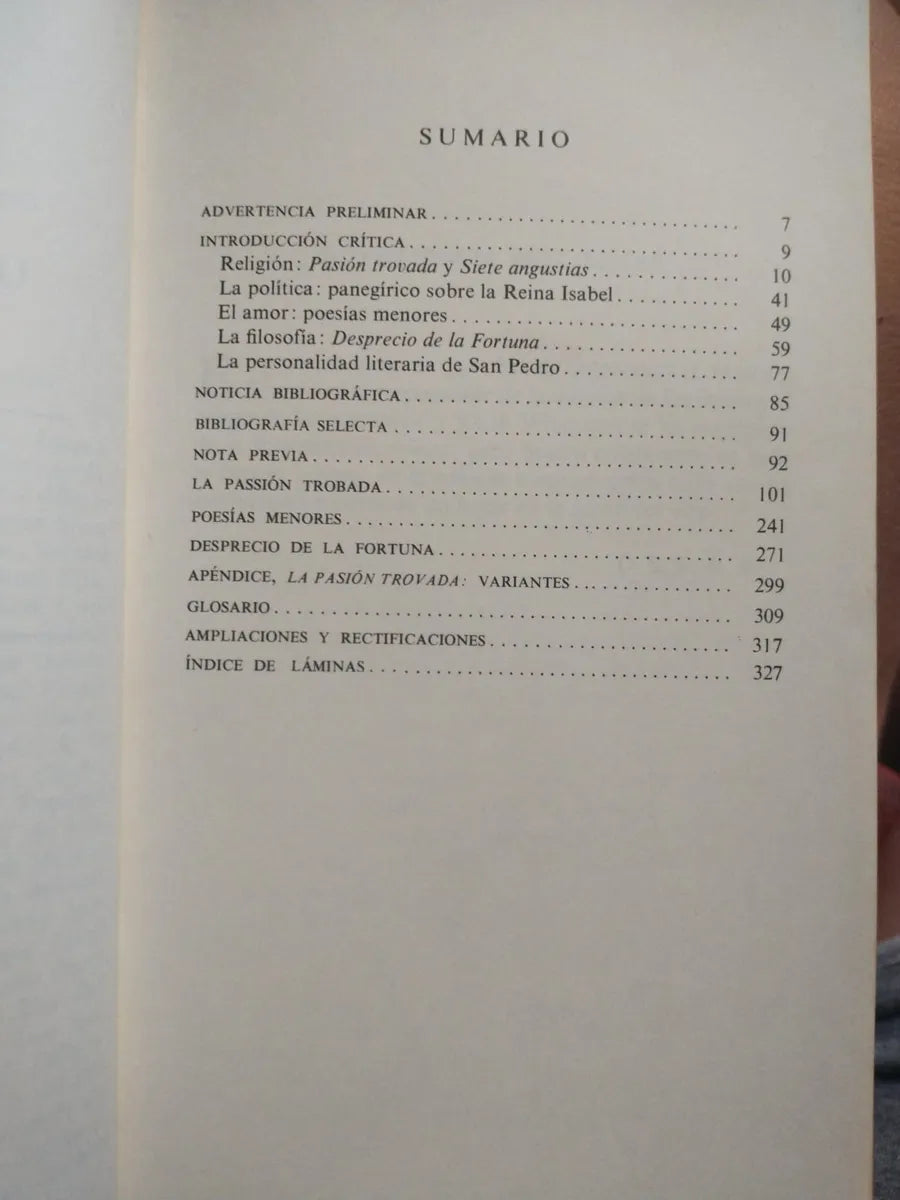 SUMARIO
ADVERTENCIA PRELIMINAR 7
INTRODUCCIÓN CRÍTICA 9
Religión: Pasión trovada y Siete angustias 10
La política: panegírico sobre la Reina Isabel 41
El amor: poesías menores 49
La filosofía: Desprecio de la Fortuna 59
La personalidad literaria de San Pedro 77
NOTICIA BIBLIOGRÁFICA 85
BIBLIOGRAFÍA SELECTA 91
NOTA PREVIA 92
LA PASSIÓN TROBADA 101
POESÍAS MENORES 241
DESPRECIO DE LA FORTUNA 271
APÉNDICE, LA PASIÓN TROVADA: VARIANTES 299
GLOSARIO 309
AMPLIACIONES Y RECTIFICACIONES 317
ÍNDICE DE LÁMINAS 327